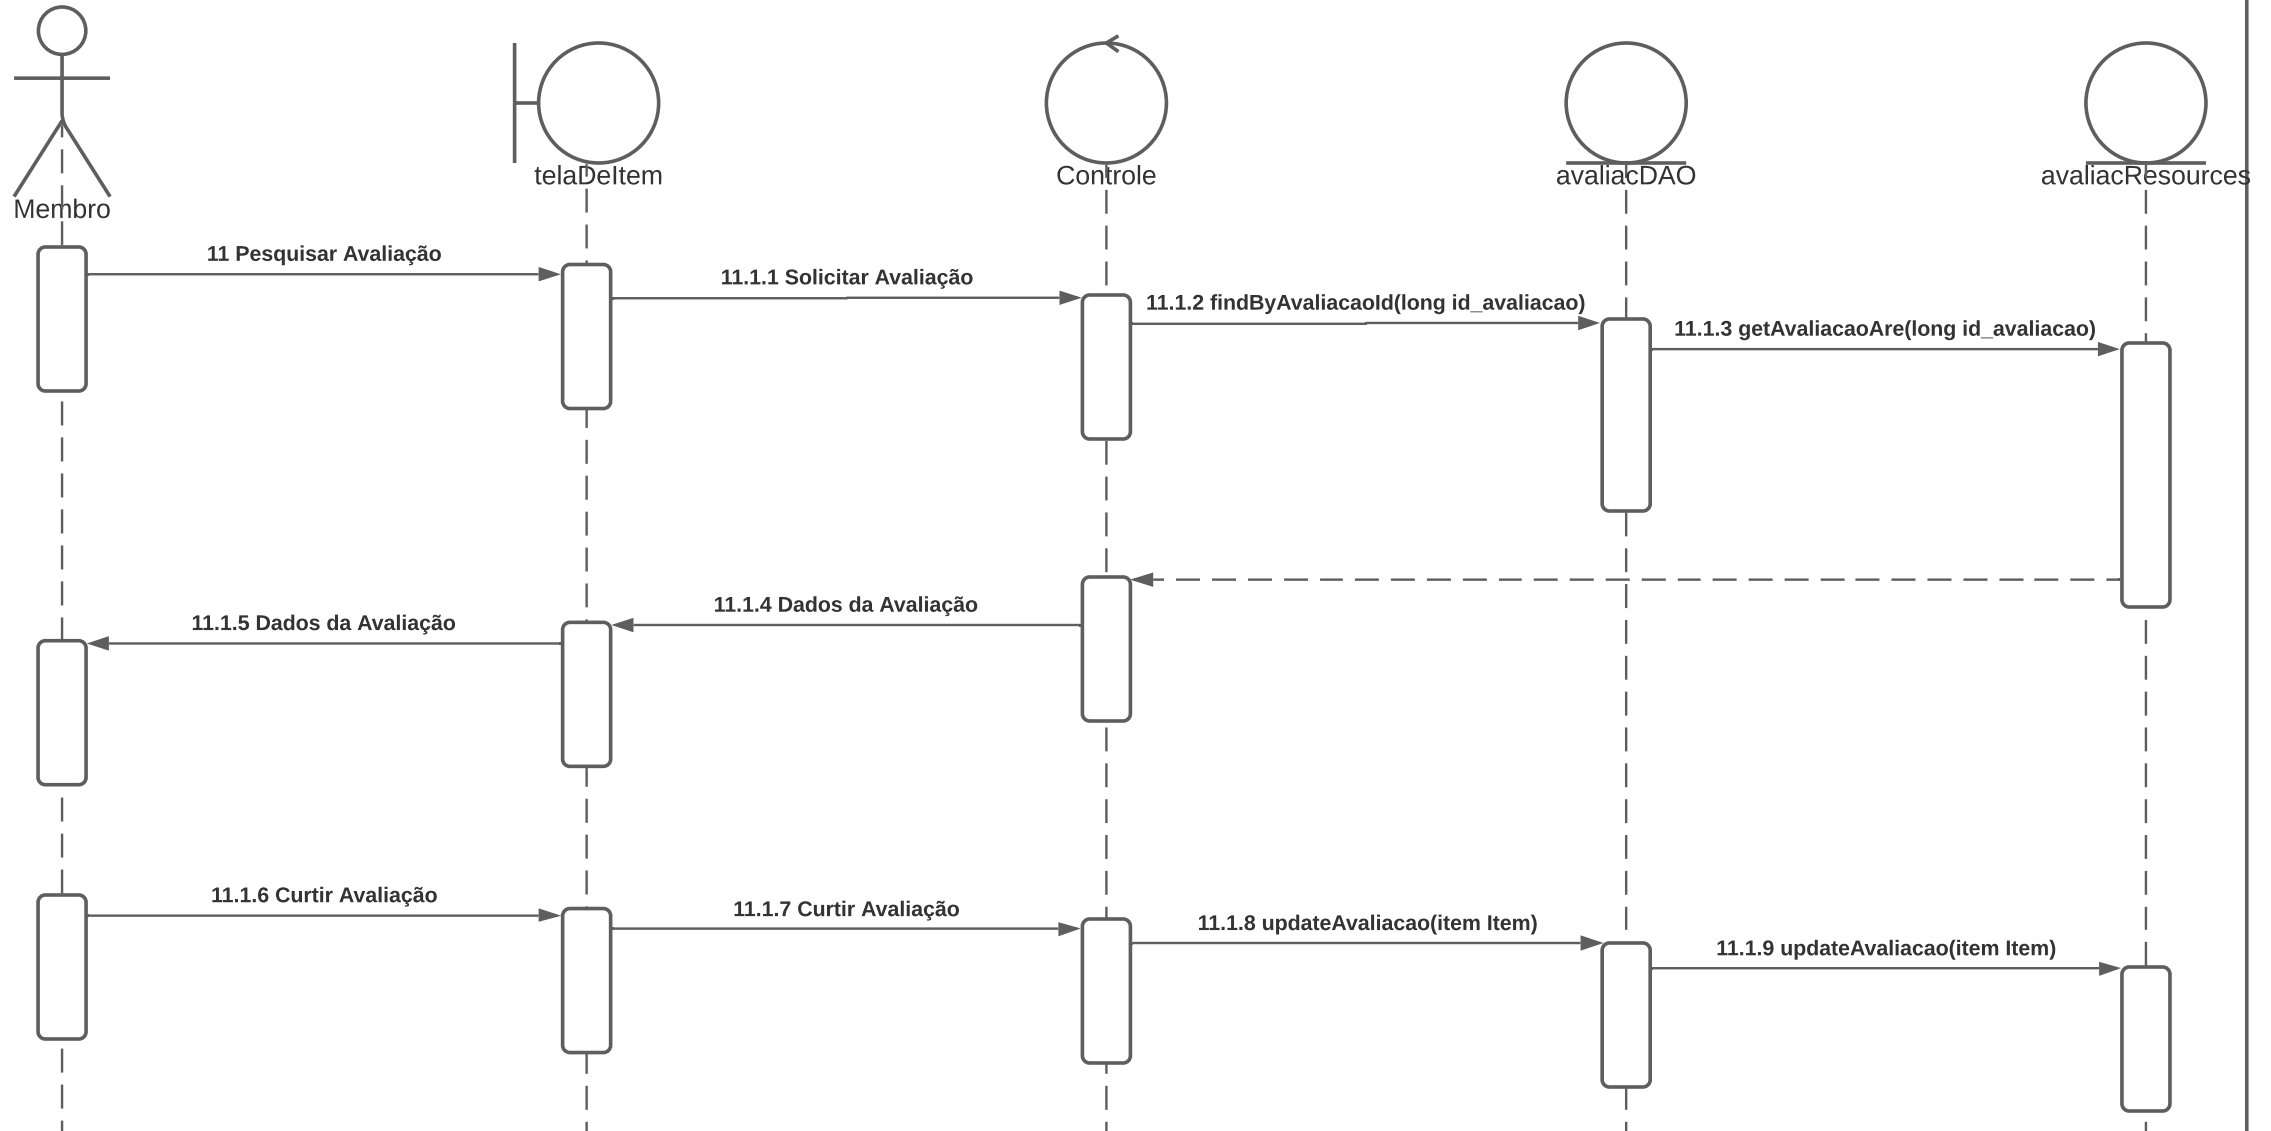 telaDeItem
Controle
avaliacDAO
avaliacResources
Membro
11 Pesquisar Avaliação
11.1.1 Solicitar Avaliação
11.1.2 findByAvaliacaoId(long id_avaliacao)
11.1.3 getAvaliacaoAre(long id_avaliacao)
11.1.4 Dados da Avaliação
11.1.5 Dados da Avaliação
11.1.6 Curtir Avaliação
11.1.7 Curtir Avaliação
11.1.8 updateAvaliacao(item Item)
11.1.9 updateAvaliacao(item Item)